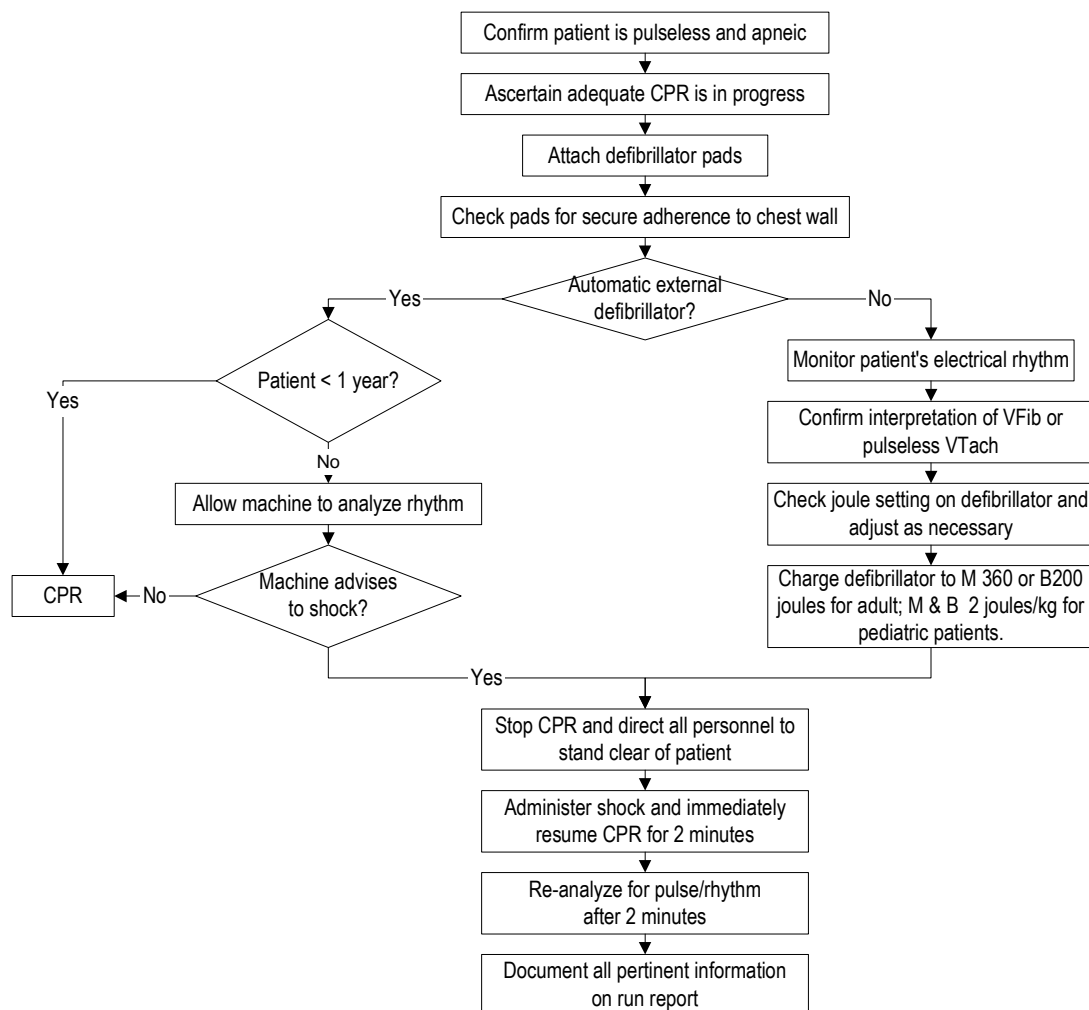 Confirm patient is pulseless and apneic
Ascertain adequate CPR is in progress
Attach defibrillator pads
Check pads for secure adherence to chest wall
Automatic external
defibrillator?
Yes
No
Patient < 1 year?
Yes
No
Allow machine to analyze rhythm
Machine advises
to shock?
No
CPR
Yes
Monitor patient's electrical rhythm
Confirm interpretation of VFib or
pulseless VTach
Check joule setting on defibrillator and
adjust as necessary
Charge defibrillator to M 360 or B200
joules for adult; M & B  2 joules/kg for
pediatric patients.
Stop CPR and direct all personnel to
stand clear of patient
Administer shock and immediately
resume CPR for 2 minutes
Re-analyze for pulse/rhythm
after 2 minutes
Document all pertinent information
on run report